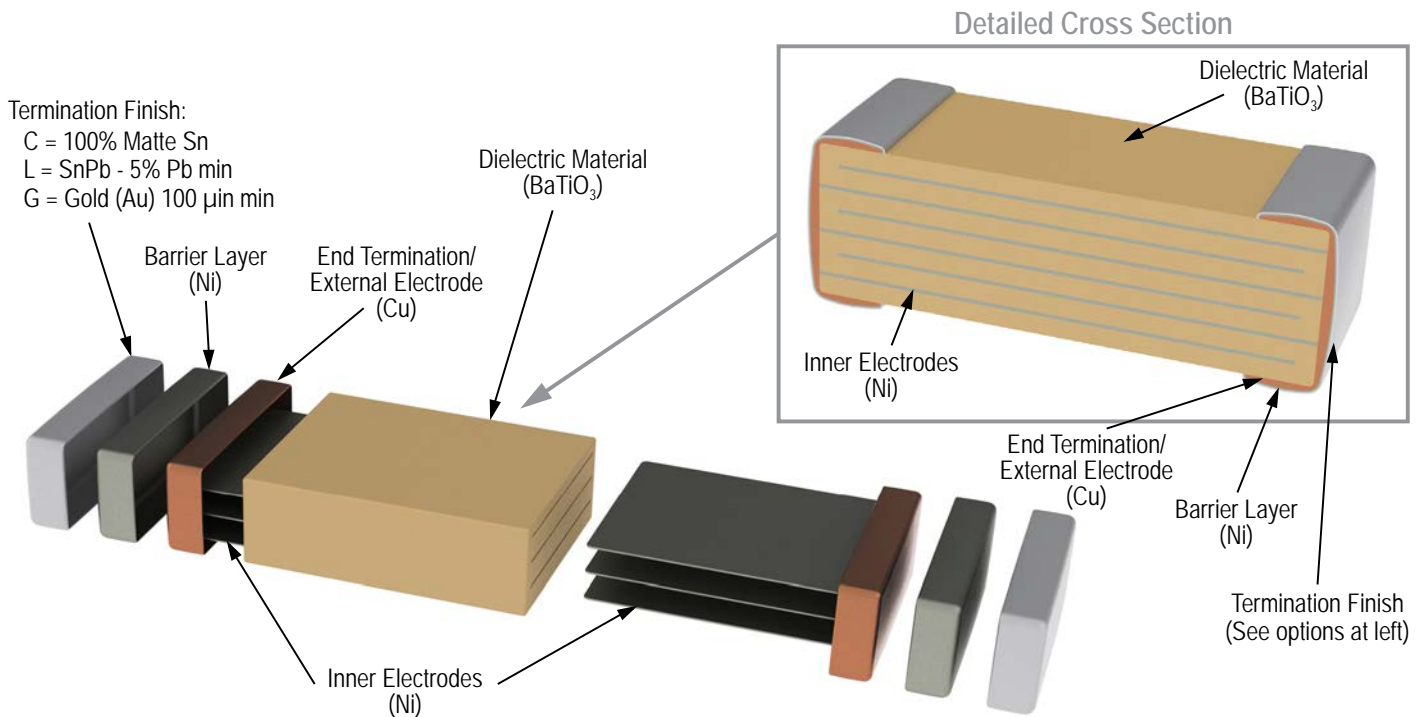 Detailed Cross Section
Dielectric Material
(BaTiO₃)
Termination Finish:
C = 100% Matte Sn
L = SnPb - 5% Pb min
G = Gold (Au) 100 µin min
Dielectric Material
(BaTiO₃)
Barrier Layer
(Ni)
End Termination/
External Electrode
(Cu)
Inner Electrodes
(Ni)
End Termination/
External Electrode
(Cu)
Barrier Layer
(Ni)
Termination Finish
(See options at left)
Inner Electrodes
(Ni)